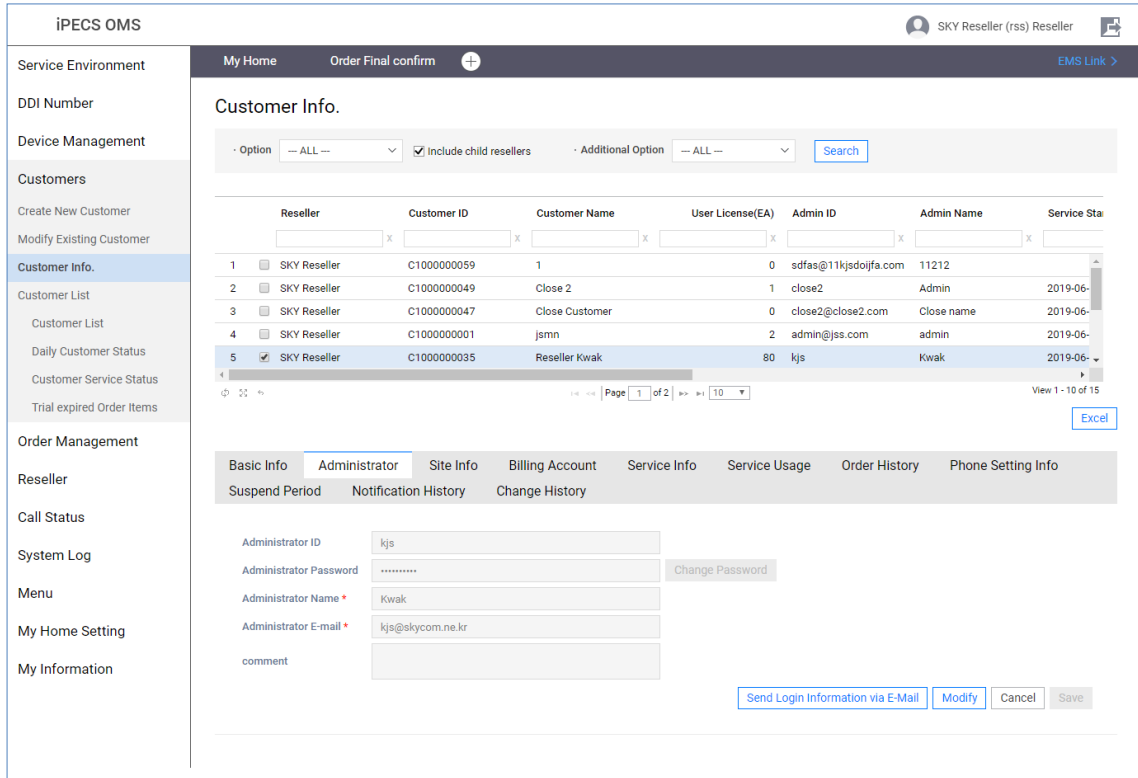 iPECS OMS
SKY Reseller (rss) Reseller
My Home Order Final confirm EMS Link >
Service Environment
DDI Number
Device Management
Customers
Create New Customer
Modify Existing Customer
Customer Info.
Customer List
Customer List
Daily Customer Status
Customer Service Status
Trial expired Order Items
Order Management
Reseller
Call Status
System Log
Menu
My Home Setting
My Information
Customer Info.
· Option --- ALL --- Include child resellers · Additional Option --- ALL --- Search
Reseller Customer ID Customer Name User License(EA) Admin ID Admin Name Service Sta
X X X X X X
1 SKY Reseller C1000000059 1 0 sdfas@11kjsdoijfa.com 11212
2 SKY Reseller C1000000049 Close 2 1 close2 Admin 2019-06-
3 SKY Reseller C1000000047 Close Customer 0 close2@close2.com Close name 2019-06-
4 SKY Reseller C1000000001 jsmn 2 admin@jss.com admin 2019-06-
5 SKY Reseller C1000000035 Reseller Kwak 80 kjs Kwak 2019-06-
Page 1 of 2 10 View 1 - 10 of 15
Excel
Basic Info Administrator Site Info Billing Account Service Info Service Usage Order History Phone Setting Info
Suspend Period Notification History Change History
Administrator ID kjs
Administrator Password •••••••••• Change Password
Administrator Name * Kwak
Administrator E-mail * kjs@skycom.ne.kr
comment
Send Login Information via E-Mail Modify Cancel Save